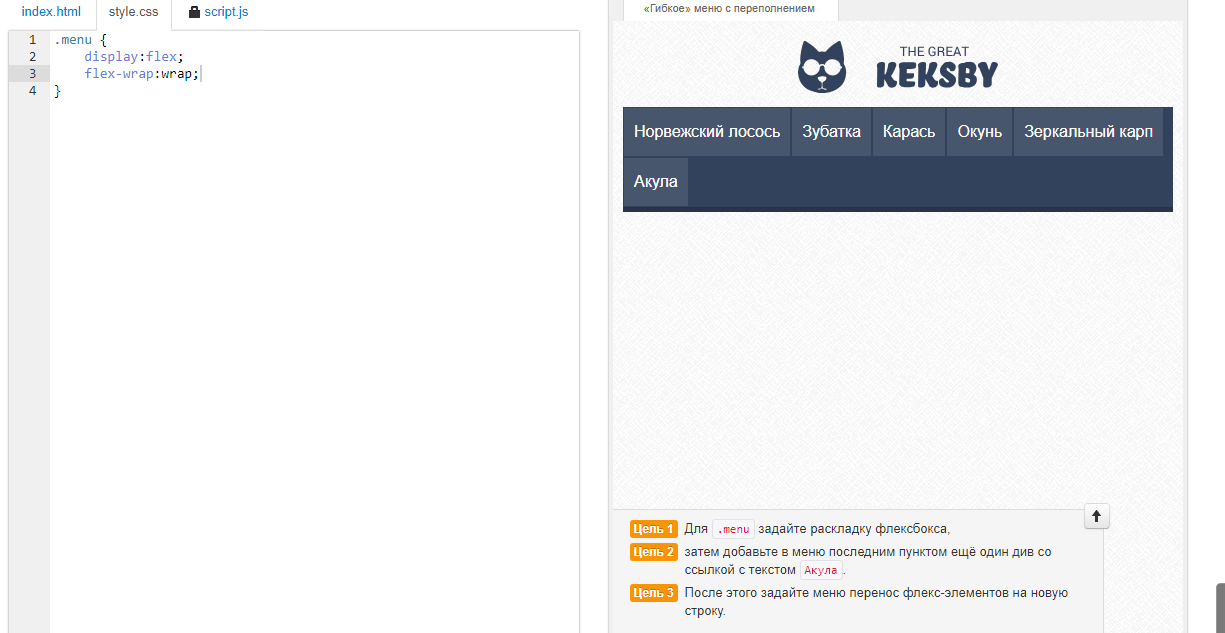 index.html style.css script.js
1 .menu {
2 display:flex;
3 flex-wrap:wrap;
4 }
«Гибкое» меню с переполнением
THE GREAT
KEKSBY
Норвежский лосось Зубатка Карась Окунь Зеркальный карп
Акула
Цель 1 Для .menu задайте раскладку флексбокса,
Цель 2 затем добавьте в меню последним пунктом ещё один див со
ссылкой с текстом Акула.
Цель 3 После этого задайте меню перенос флекс-элементов на новую
строку.